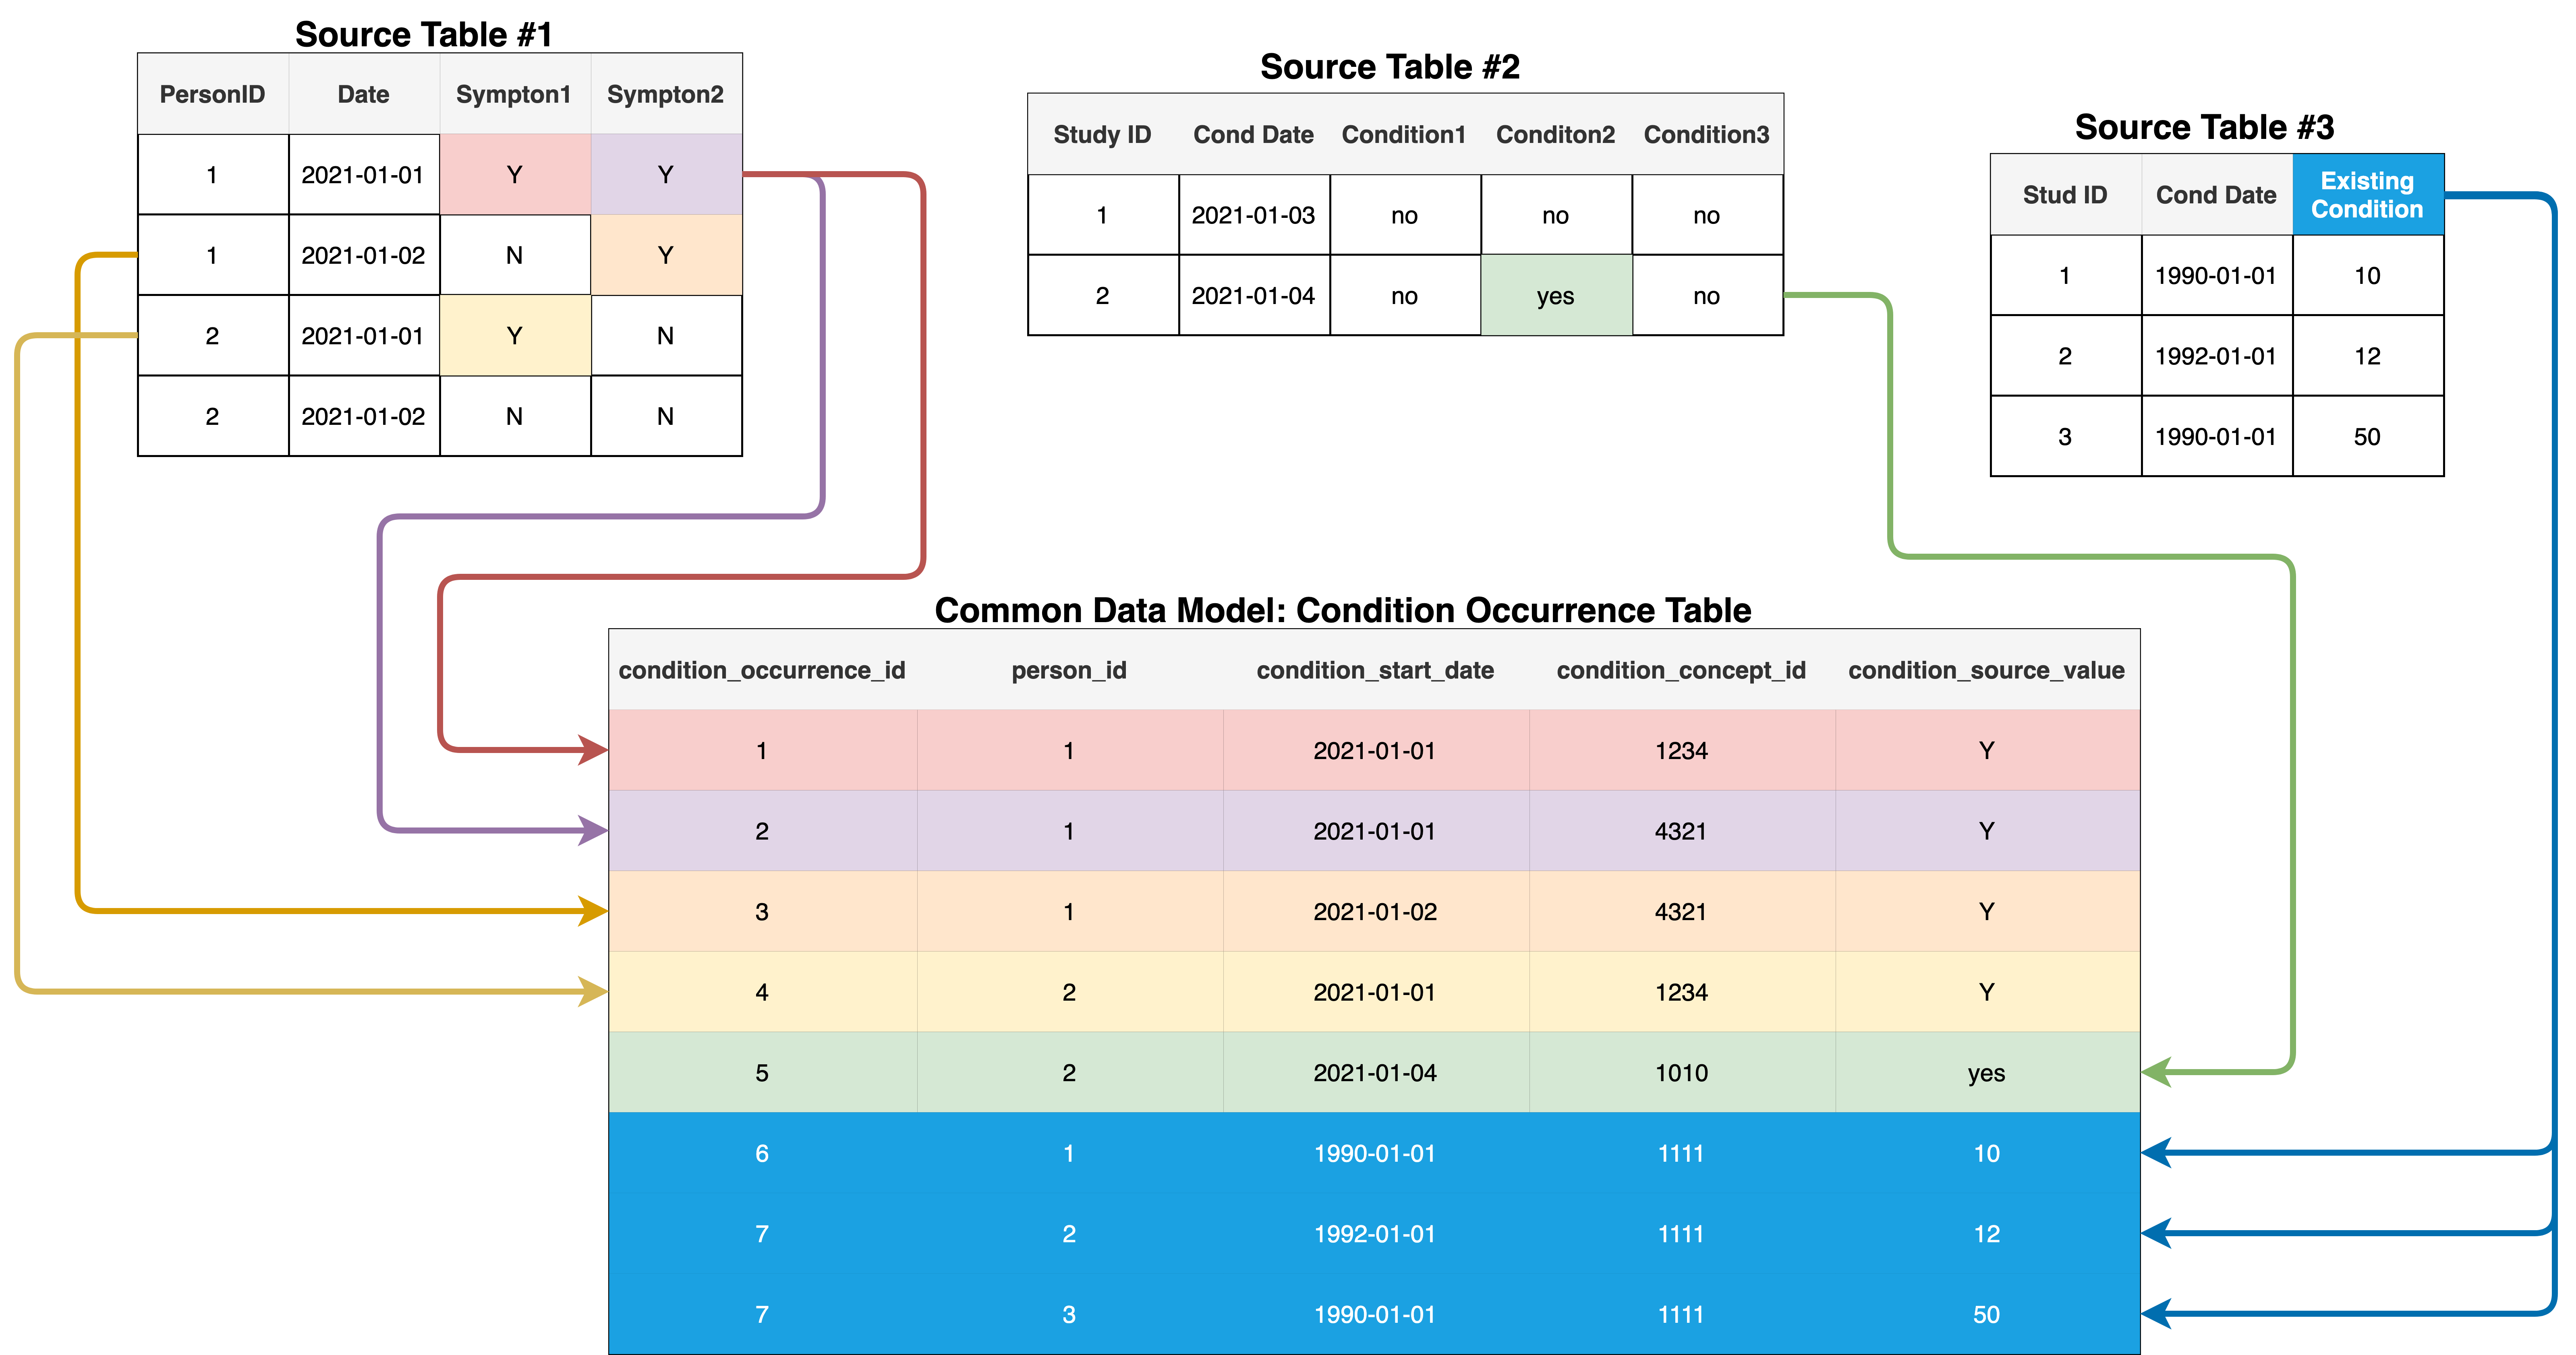 Source Table #1
PersonID Date Sympton1 Sympton2
1 2021-01-01 Y Y
1 2021-01-02 N Y
2 2021-01-01 Y N
2 2021-01-02 N N
Source Table #2
Study ID Cond Date Condition1 Conditon2 Condition3
1 2021-01-03 no no no
2 2021-01-04 no yes no
Source Table #3
Stud ID Cond Date Existing
Condition
1 1990-01-01 10
2 1992-01-01 12
3 1990-01-01 50
Common Data Model: Condition Occurrence Table
condition_occurrence_id person_id condition_start_date condition_concept_id condition_source_value
1 1 2021-01-01 1234 Y
2 1 2021-01-01 4321 Y
3 1 2021-01-02 4321 Y
4 2 2021-01-01 1234 Y
5 2 2021-01-04 1010 yes
6 1 1990-01-01 1111 10
7 2 1992-01-01 1111 12
7 3 1990-01-01 1111 50